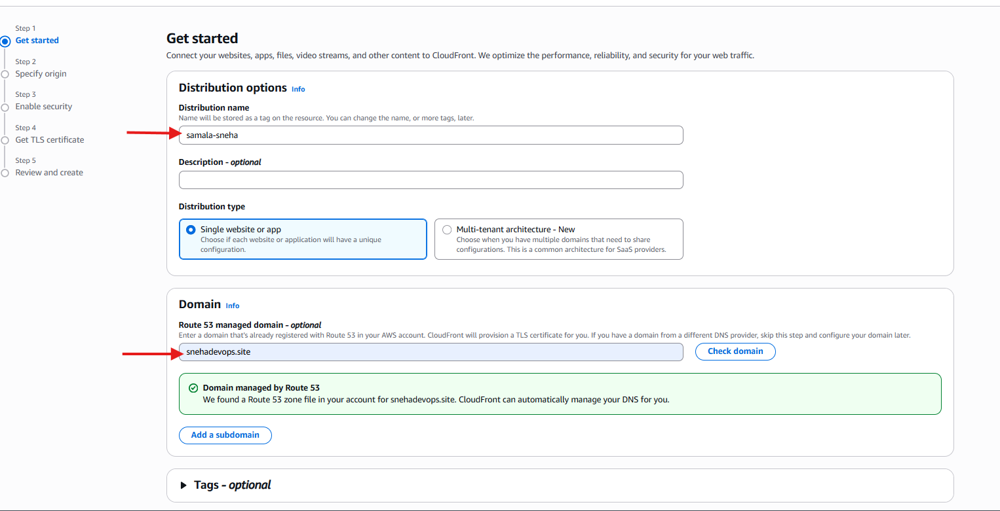 Step 1
Get started
Step 2
Specify origin
Step 3
Enable security
Step 4
Get TLS certificate
Step 5
Review and create
Get started
Connect your websites, apps, files, video streams, and other content to CloudFront. We optimize the performance, reliability, and security for your web traffic.
Distribution options Info
Distribution name
Name will be stored as a tag on the resource. You can change the name, or more tags, later.
samala-sneha
Description - optional
Distribution type
Single website or app
Choose if each website or application will have a unique
configuration.
Multi-tenant architecture - New
Choose when you have multiple domains that need to share
configurations. This is a common architecture for SaaS providers.
Domain Info
Route 53 managed domain - optional
Enter a domain that's already registered with Route 53 in your AWS account. CloudFront will provision a TLS certificate for you. If you have a domain from a different DNS provider, skip this step and configure your domain later.
snehadevops.site
Check domain
Domain managed by Route 53
We found a Route 53 zone file in your account for snehadevops.site. CloudFront can automatically manage your DNS for you.
Add a subdomain
Tags - optional